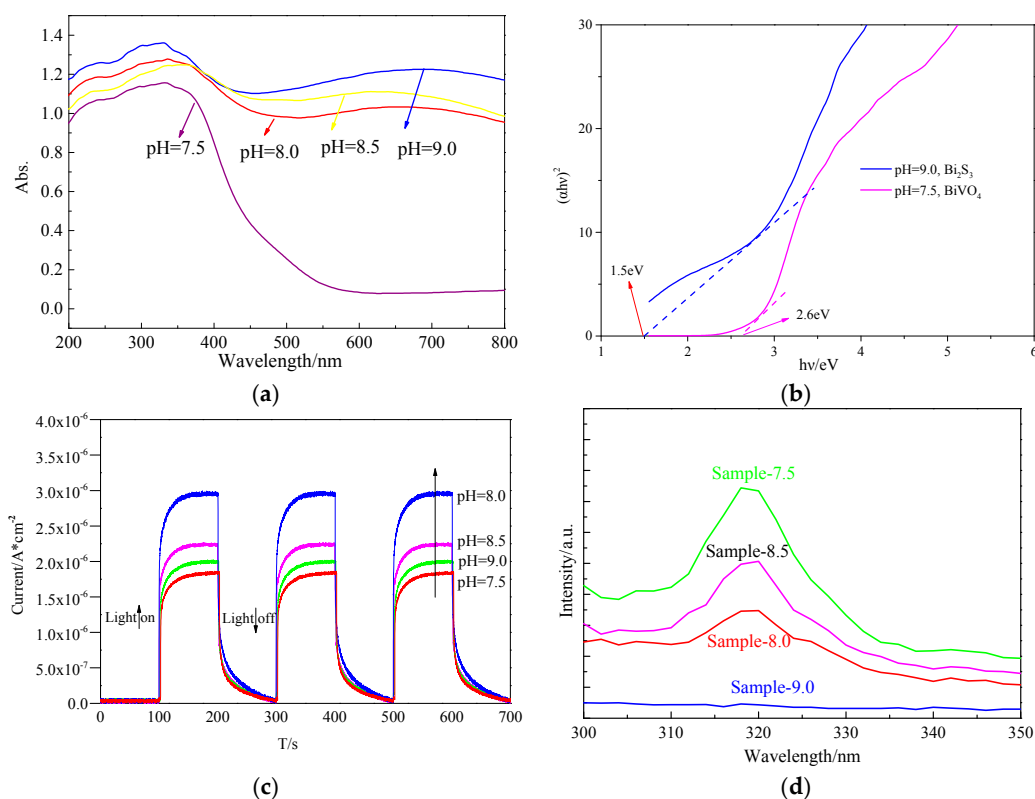 1.4
1.2
1.0
0.8
0.6
0.4
0.2
0.0
Abs.
pH=7.5
pH=8.0
pH=8.5
pH=9.0
200 300 400 500 600 700 800
Wavelength/nm
(a)
30
20
10
0
(αhν)²
pH=9.0, Bi₂S₃
pH=7.5, BiVO₄
1.5eV
2.6eV
1 2 3 4 5 6
hν/eV
(b)
4.0x10⁻⁶
3.5x10⁻⁶
3.0x10⁻⁶
2.5x10⁻⁶
2.0x10⁻⁶
1.5x10⁻⁶
1.0x10⁻⁶
5.0x10⁻⁷
0.0
Current/A*cm⁻²
pH=8.0
pH=8.5
pH=9.0
pH=7.5
Light on
Light off
0 100 200 300 400 500 600 700
T/s
(c)
Intensity/a.u.
Sample-7.5
Sample-8.5
Sample-8.0
Sample-9.0
300 310 320 330 340 350
Wavelength/nm
(d)